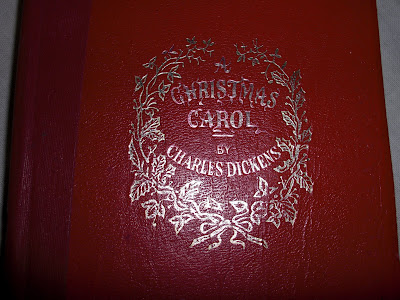 A
CHRISTMAS
CAROL
BY
CHARLES DICKENS